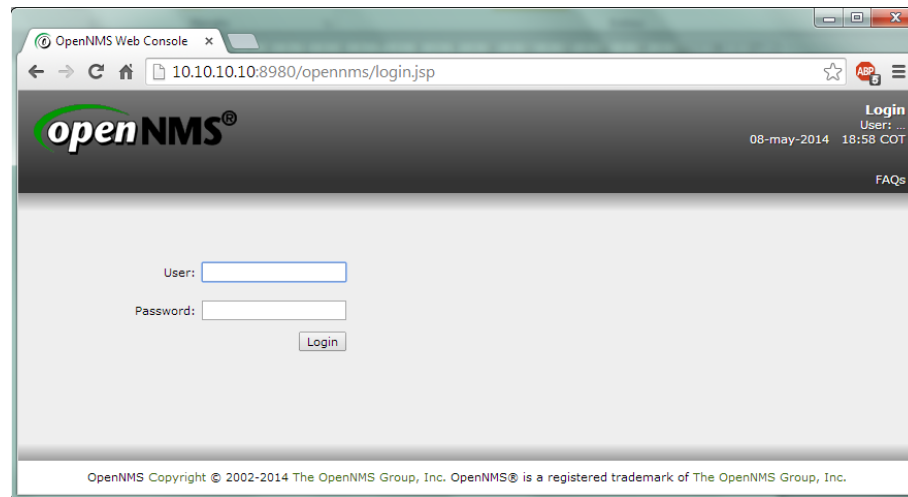 OpenNMS Web Console
10.10.10.10:8980/opennms/login.jsp
ABP
5
openNMS®
Login
User: ...
08-may-2014 18:58 COT
FAQs
User:
Password:
Login
OpenNMS Copyright © 2002-2014 The OpenNMS Group, Inc. OpenNMS® is a registered trademark of The OpenNMS Group, Inc.